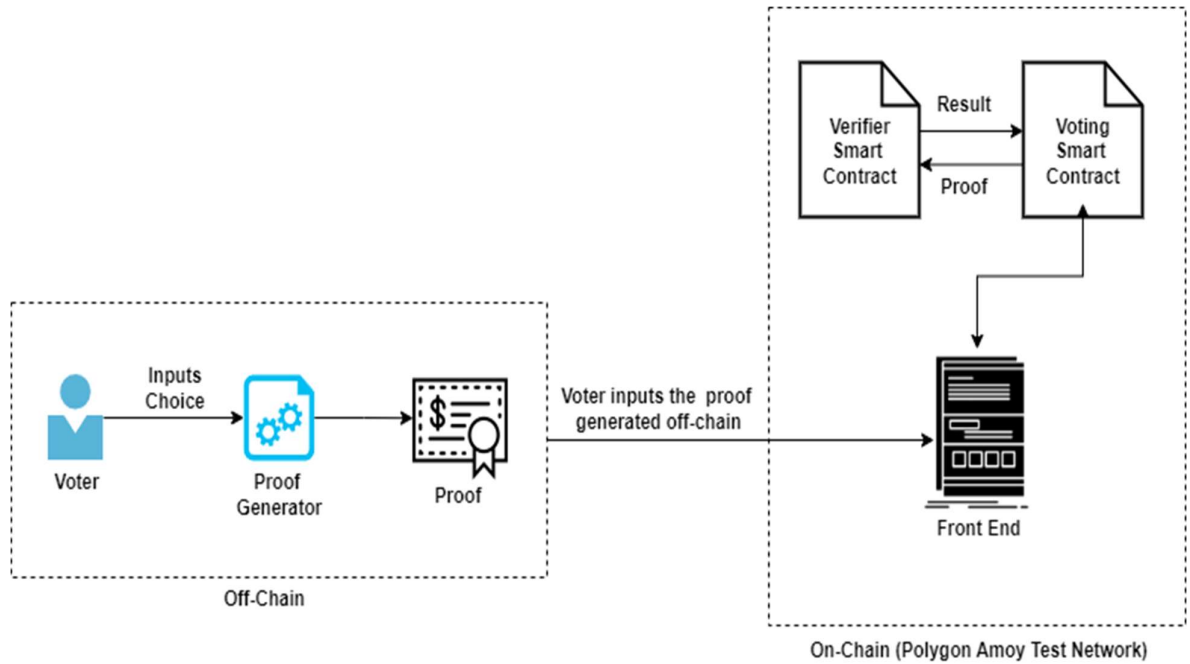 Inputs
Choice
Voter
Proof
Generator
$
Proof
Off-Chain
Voter inputs the proof
generated off-chain
Verifier
Smart
Contract
Result
Proof
Voting
Smart
Contract
Front End
On-Chain (Polygon Amoy Test Network)